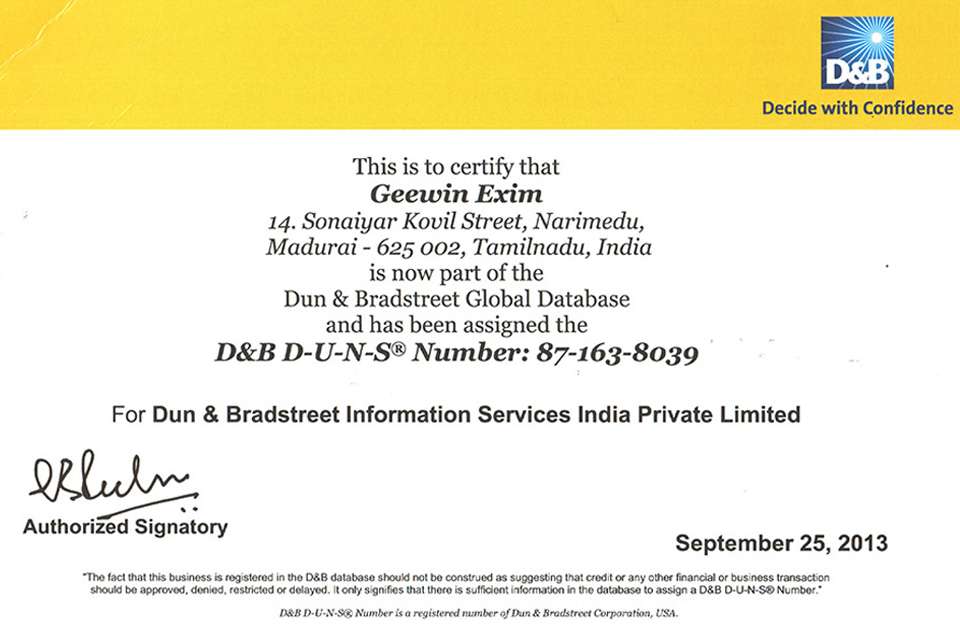 D&B
Decide with Confidence
This is to certify that
Geewin Exim
14. Sonaiyar Kovil Street, Narimedu,
Madurai - 625 002, Tamilnadu, India
is now part of the
Dun & Bradstreet Global Database
and has been assigned the
D&B D-U-N-S® Number: 87-163-8039
For Dun & Bradstreet Information Services India Private Limited
Authorized Signatory
September 25, 2013
"The fact that this business is registered in the D&B database should not be construed as suggesting that credit or any other financial or business transaction
should be approved, denied, restricted or delayed. It only signifies that there is sufficient information in the database to assign a D&B D-U-N-S® Number."
D&B D-U-N-S® Number is a registered number of Dun & Bradstreet Corporation, USA.